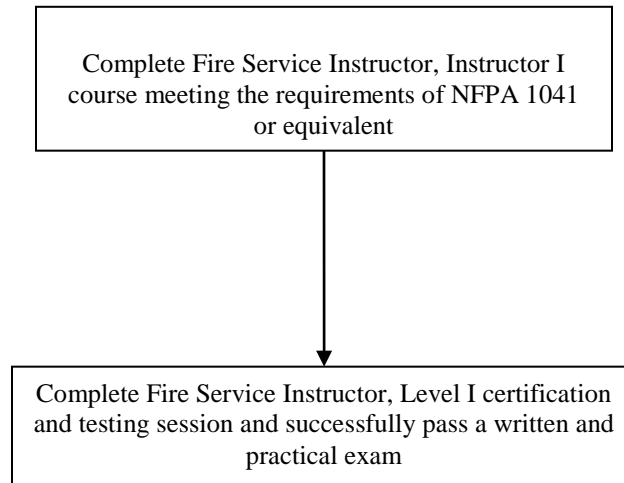 Complete Fire Service Instructor, Instructor I
course meeting the requirements of NFPA 1041
or equivalent
Complete Fire Service Instructor, Level I certification
and testing session and successfully pass a written and
practical exam